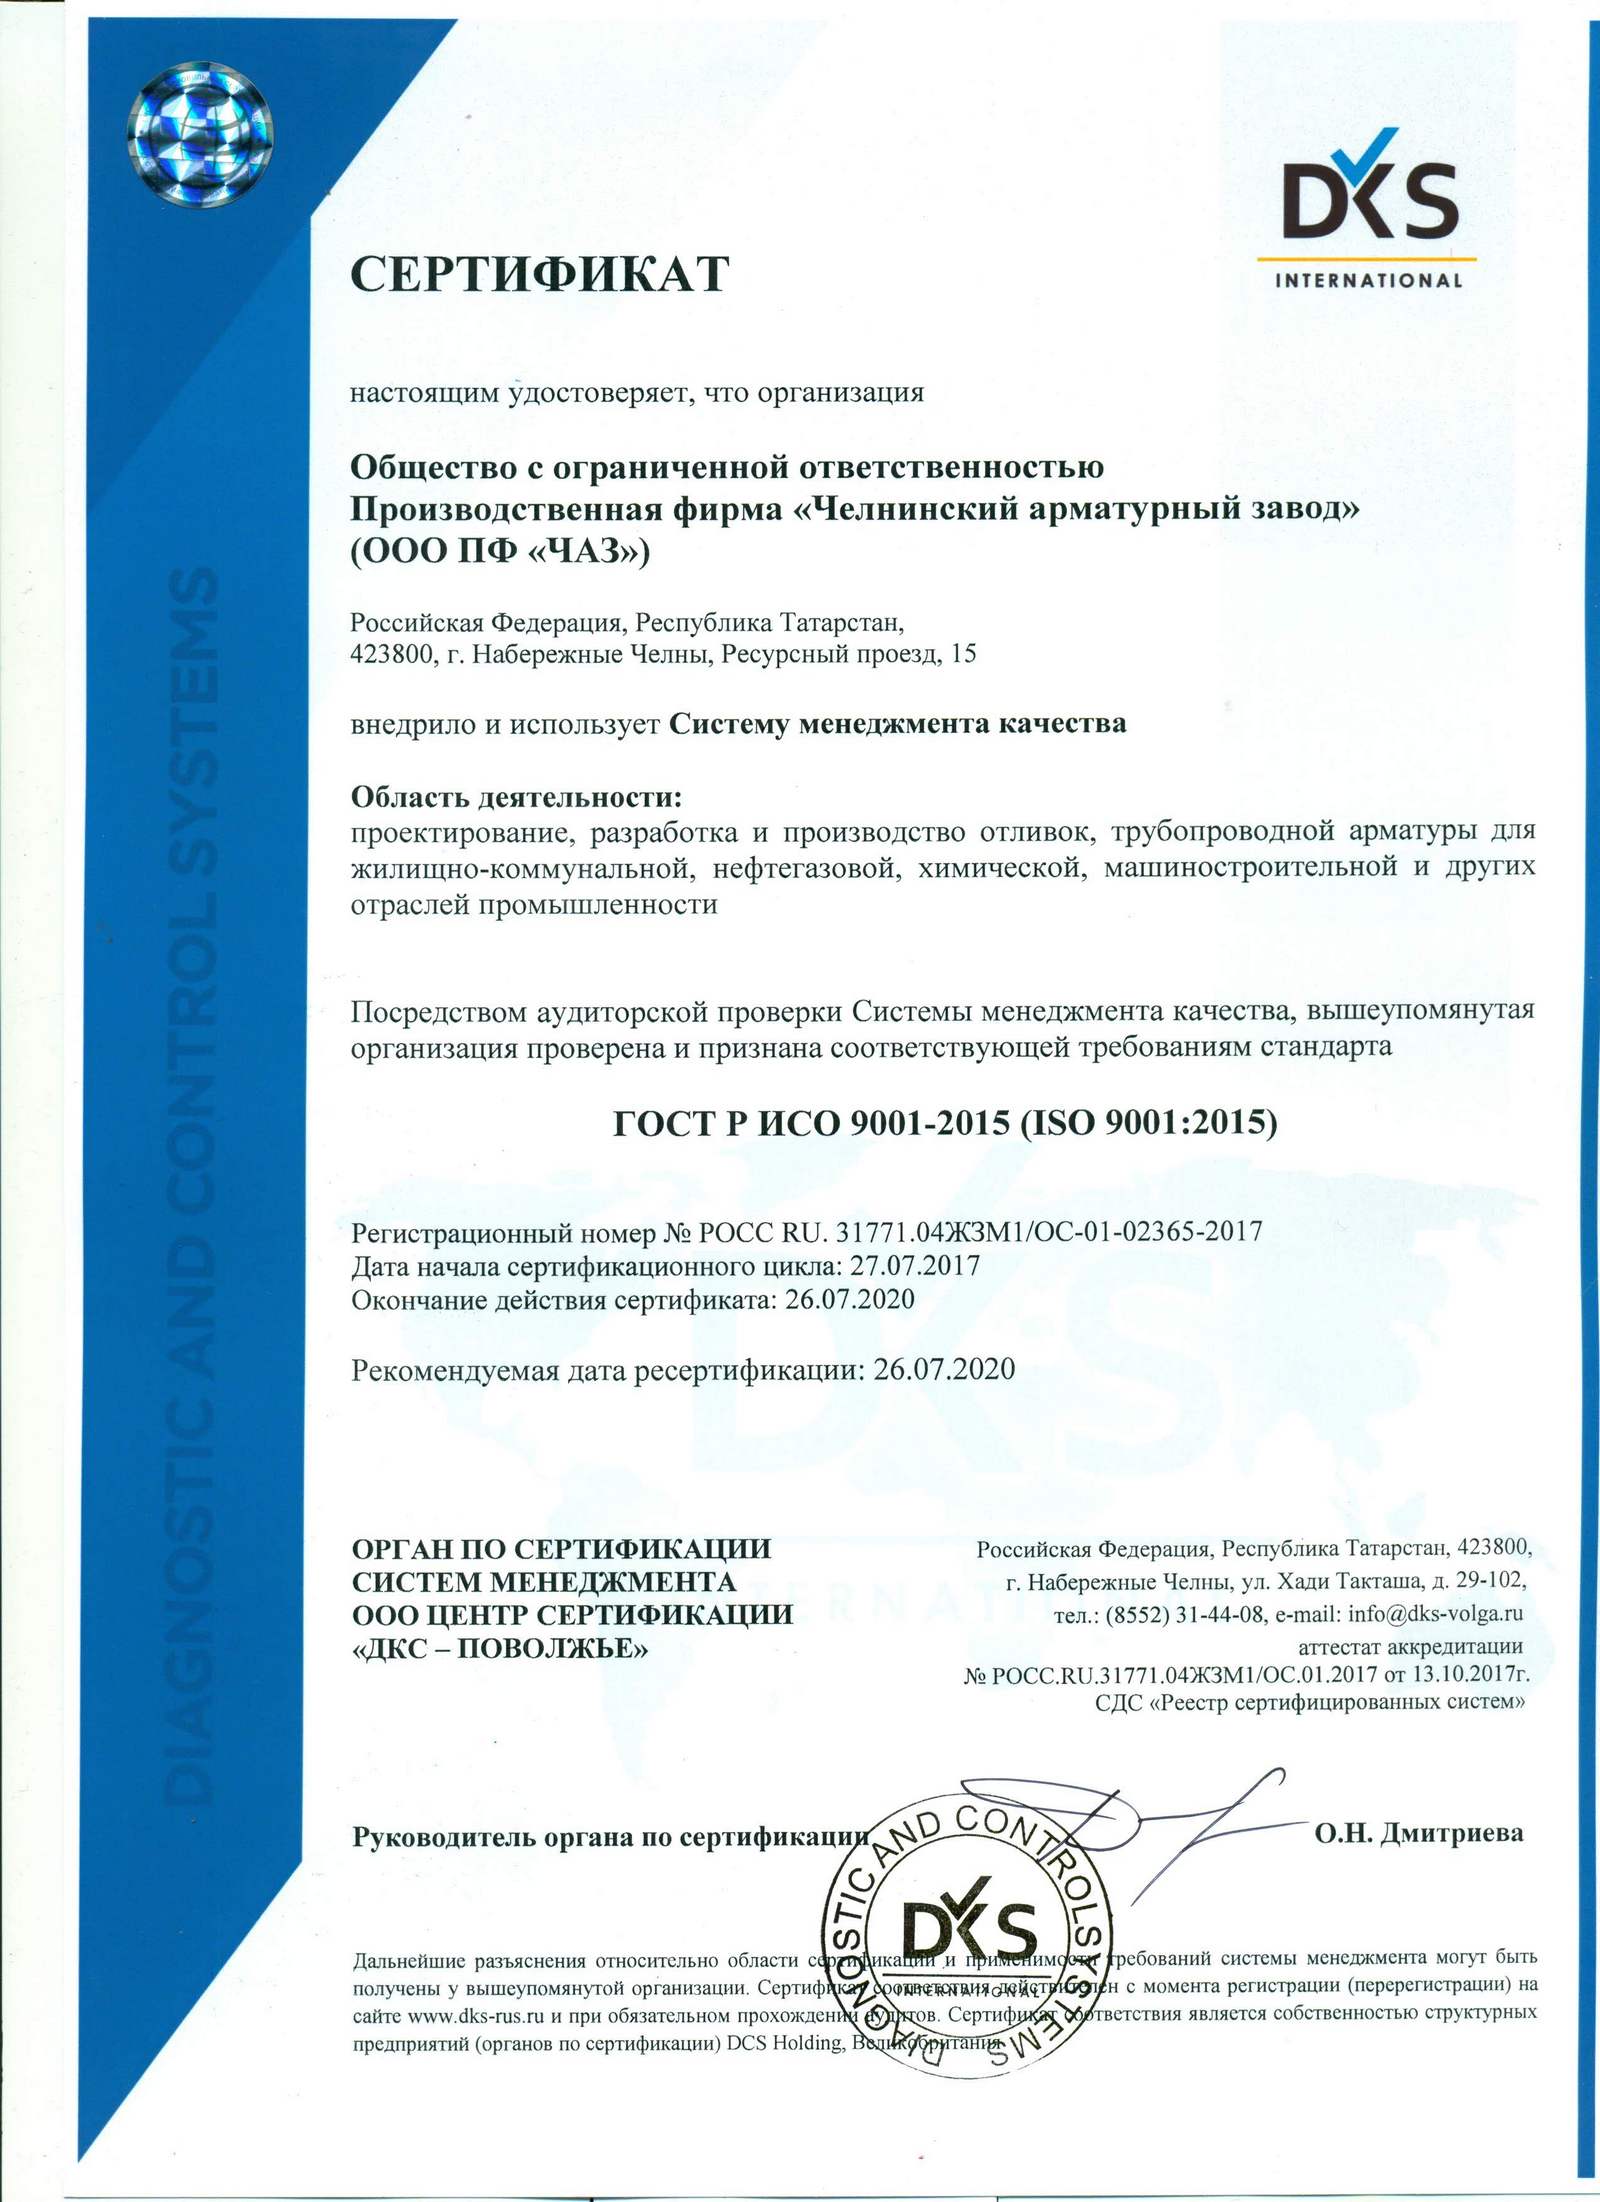 DKS
INTERNATIONAL
СЕРТИФИКАТ
настоящим удостоверяет, что организация
Общество с ограниченной ответственностью
Производственная фирма «Челнинский арматурный завод»
(ООО ПФ «ЧАЗ»)
Российская Федерация, Республика Татарстан,
423800, г. Набережные Челны, Ресурсный проезд, 15
внедрило и использует Систему менеджмента качества
Область деятельности:
проектирование, разработка и производство отливок, трубопроводной арматуры для
жилищно-коммунальной, нефтегазовой, химической, машиностроительной и других
отраслей промышленности
Посредством аудиторской проверки Системы менеджмента качества, вышеупомянутая
организация проверена и признана соответствующей требованиям стандарта
ГОСТ Р ИСО 9001-2015 (ISO 9001:2015)
Регистрационный номер № РОСС RU. 31771.04ЖЗМ1/ОС-01-02365-2017
Дата начала сертификационного цикла: 27.07.2017
Окончание действия сертификата: 26.07.2020
Рекомендуемая дата ресертификации: 26.07.2020
DIAGNOSTIC AND CONTROL SYSTEMS
DKS
INTERNATIONAL
ОРГАН ПО СЕРТИФИКАЦИИ
СИСТЕМ МЕНЕДЖМЕНТА
ООО ЦЕНТР СЕРТИФИКАЦИИ
«ДКС – ПОВОЛЖЬЕ»
Российская Федерация, Республика Татарстан, 423800,
г. Набережные Челны, ул. Хади Такташа, д. 29-102,
тел.: (8552) 31-44-08, e-mail: info@dks-volga.ru
аттестат аккредитации
№ РОСС.RU.31771.04ЖЗМ1/ОС.01.2017 от 13.10.2017г.
СДС «Реестр сертифицированных систем»
Руководитель органа по сертификации
О.Н. Дмитриева
DIAGNOSTIC AND CONTROL SYSTEMS
DKS
INTERNATIONAL
Дальнейшие разъяснения относительно области сертификации и применимости требований системы менеджмента могут быть
получены у вышеупомянутой организации. Сертификат соответствия действителен с момента регистрации (перерегистрации) на
сайте www.dks-rus.ru и при обязательном прохождении аудитов. Сертификат соответствия является собственностью структурных
предприятий (органов по сертификации) DCS Holding, Великобритания